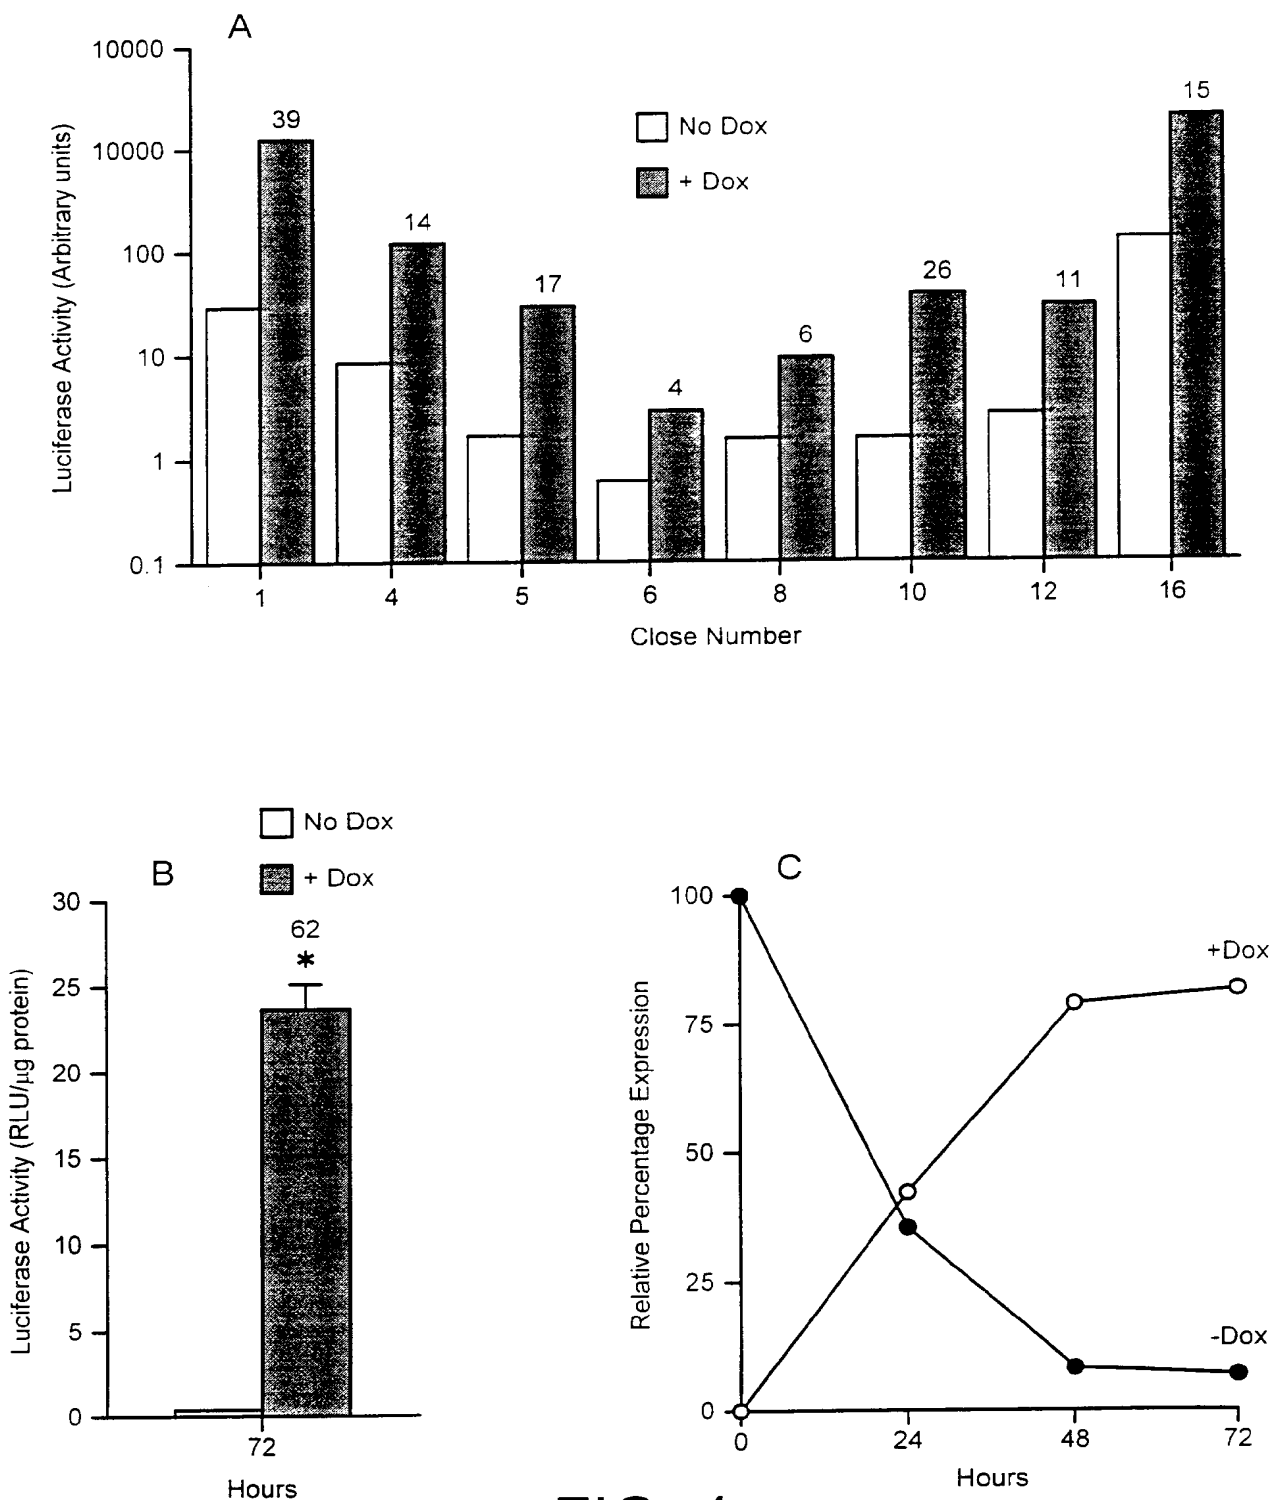 A
10000
10000
100
10
1
0.1
Luciferase Activity (Arbitrary units)
No Dox
+ Dox
39
14
17
4
6
26
11
15
1
4
5
6
8
10
12
16
Close Number
B
No Dox
+ Dox
62
*
30
25
20
15
10
5
0
Luciferase Activity (RLU/µg protein)
72
Hours
C
100
75
50
25
0
Relative Percentage Expression
+Dox
-Dox
0
24
48
72
Hours